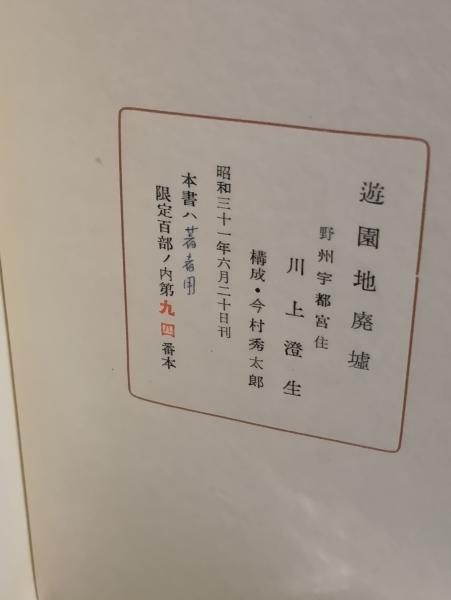 遊園地廃墟
野州宇都宮住
川上澄生
構成・今村秀太郎
昭和三十一年六月二十日刊
本書ハ著者用
限定百部ノ内第九四番本